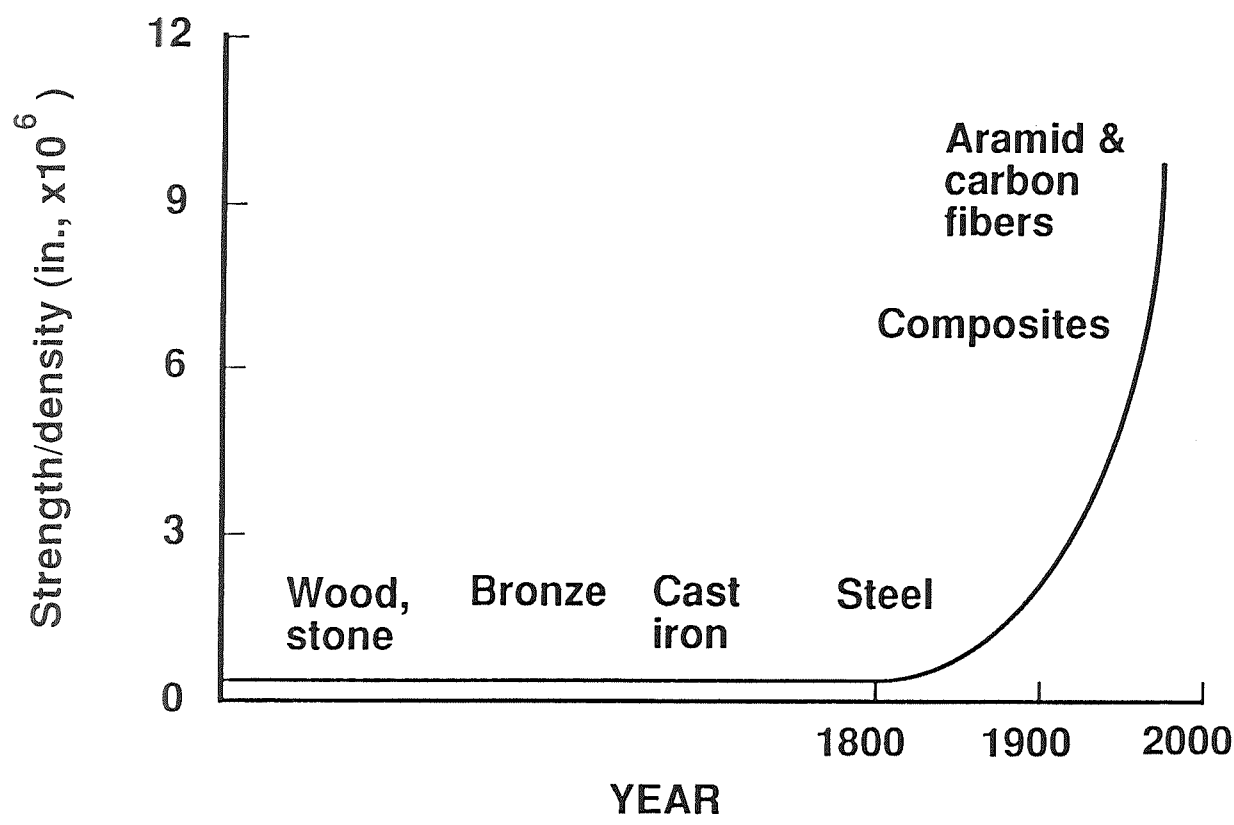 12
9
6
3
0
Strength/density (in., x10⁶)
Aramid &
carbon
fibers
Composites
Wood,
stone
Bronze
Cast
iron
Steel
1800
1900
2000
YEAR